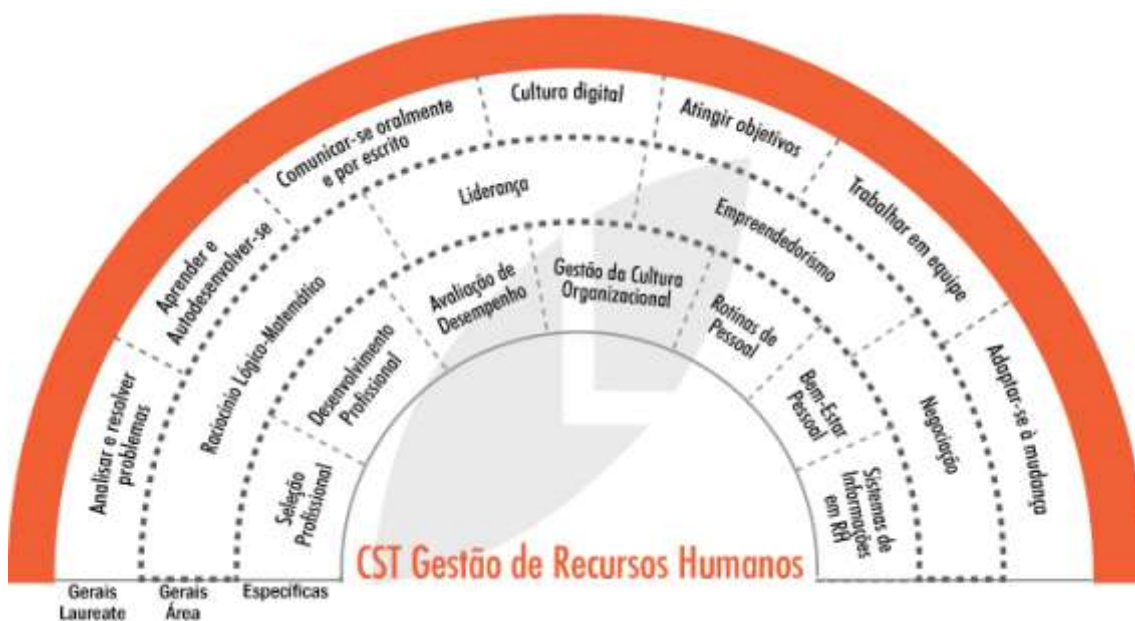 Analisar e resolver
problemas
Aprender e
Autodesenvolver-se
Comunicar-se oralmente
e por escrito
Cultura digital
Atingir objetivos
Trabalhar em equipe
Adaptar-se à mudança
Raciocínio Lógico-Matemático
Liderança
Empreendedorismo
Negociação
Seleção
Profissional
Desenvolvimento
Profissional
Avaliação de
Desempenho
Gestão da Cultura
Organizacional
Rotinas de
Pessoal
Bem-Estar
Pessoal
Sistemas de
Informações
em RH
CST Gestão de Recursos Humanos
Gerais
Laureate
Gerais
Área
Específicas